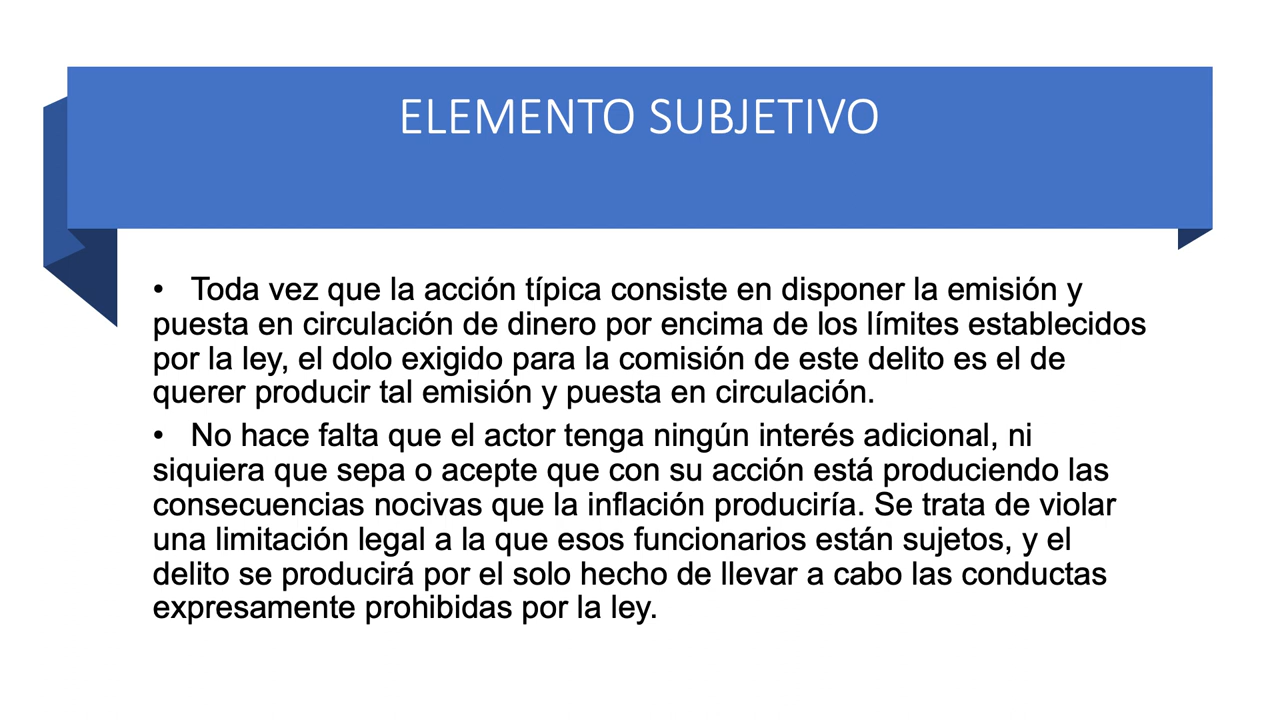 ELEMENTO SUBJETIVO
• Toda vez que la acción típica consiste en disponer la emisión y
puesta en circulación de dinero por encima de los límites establecidos
por la ley, el dolo exigido para la comisión de este delito es el de
querer producir tal emisión y puesta en circulación.
• No hace falta que el actor tenga ningún interés adicional, ni
siquiera que sepa o acepte que con su acción está produciendo las
consecuencias nocivas que la inflación produciría. Se trata de violar
una limitación legal a la que esos funcionarios están sujetos, y el
delito se producirá por el solo hecho de llevar a cabo las conductas
expresamente prohibidas por la ley.